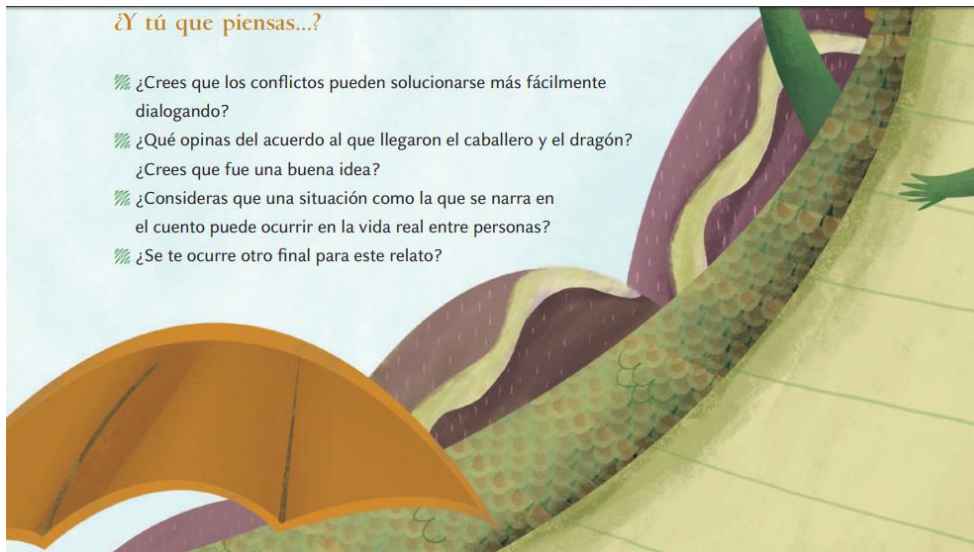 ¿Y tú que piensas...?
¿Crees que los conflictos pueden solucionarse más fácilmente
dialogando?
¿Qué opinas del acuerdo al que llegaron el caballero y el dragón?
¿Crees que fue una buena idea?
¿Consideras que una situación como la que se narra en
el cuento puede ocurrir en la vida real entre personas?
¿Se te ocurre otro final para este relato?